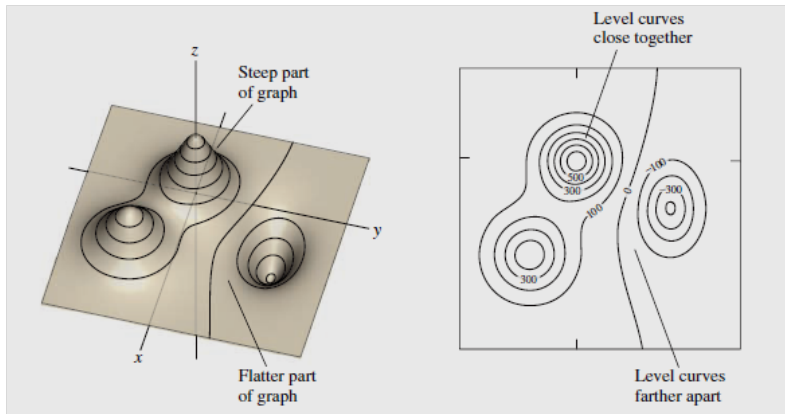 z
Steep part
of graph
y
x
Flatter part
of graph
Level curves
close together
500
300
-100
0
-300
100
300
Level curves
farther apart